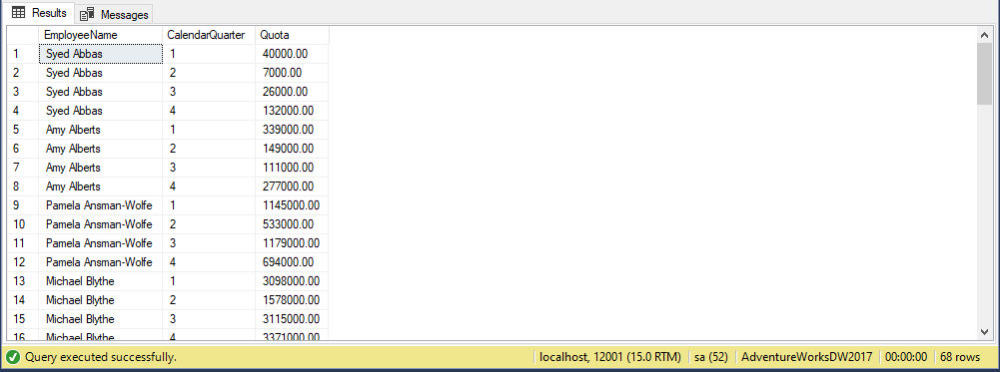 Results Messages
EmployeeName CalendarQuarter Quota
1 Syed Abbas 1 40000.00
2 Syed Abbas 2 7000.00
3 Syed Abbas 3 26000.00
4 Syed Abbas 4 132000.00
5 Amy Alberts 1 339000.00
6 Amy Alberts 2 149000.00
7 Amy Alberts 3 111000.00
8 Amy Alberts 4 277000.00
9 Pamela Ansman-Wolfe 1 1145000.00
10 Pamela Ansman-Wolfe 2 533000.00
11 Pamela Ansman-Wolfe 3 1179000.00
12 Pamela Ansman-Wolfe 4 694000.00
13 Michael Blythe 1 3098000.00
14 Michael Blythe 2 1578000.00
15 Michael Blythe 3 3115000.00
16 Michael Blythe 4 3371000.00
Query executed successfully. localhost, 12001 (15.0 RTM) sa (52) AdventureWorksDW2017 00:00:00 68 rows